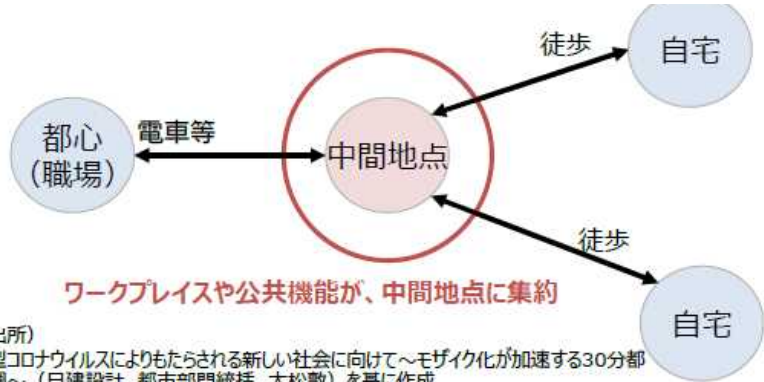 徒歩
自宅
都心
(職場)
電車等
中間地点
徒歩
自宅
ワークプレイスや公共機能が、中間地点に集約
出所)
型コロナウイルスによりもたらされる新しい社会に向けて~モザイク化が加速する30分都
圏~(日建設計 都市部門統括 大松敦)を基に作成